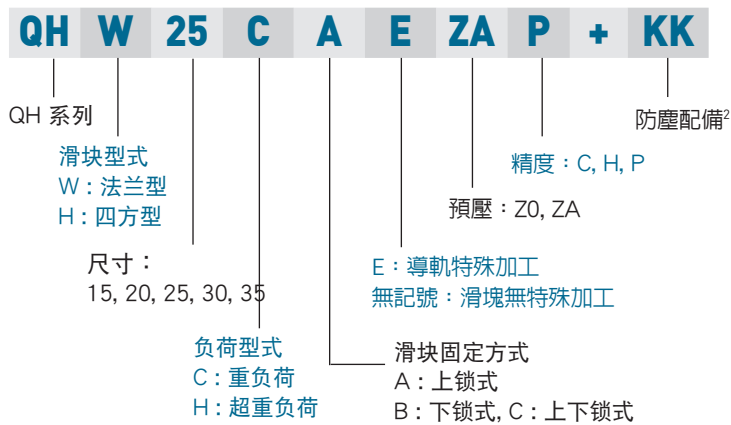 QH W 25 C A E ZA P + KK
QH 系列
防塵配備²
滑块型式
W：法兰型
H：四方型
精度：C, H, P
預壓：Z0, ZA
尺寸：
15, 20, 25, 30, 35
E：導軌特殊加工
無記號：滑塊無特殊加工
负荷型式
C：重负荷
H：超重负荷
滑块固定方式
A：上锁式
B：下锁式, C：上下锁式